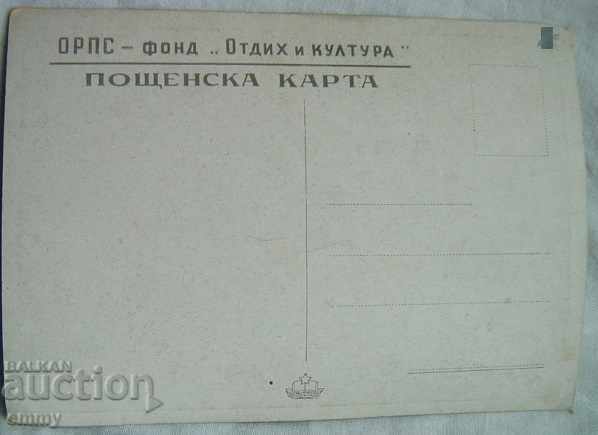 ОРПС – ФОНД „ОТДИХ И КУЛТУРА"
ПОЩЕНСКА КАРТА
BALKAN
auction
emmy